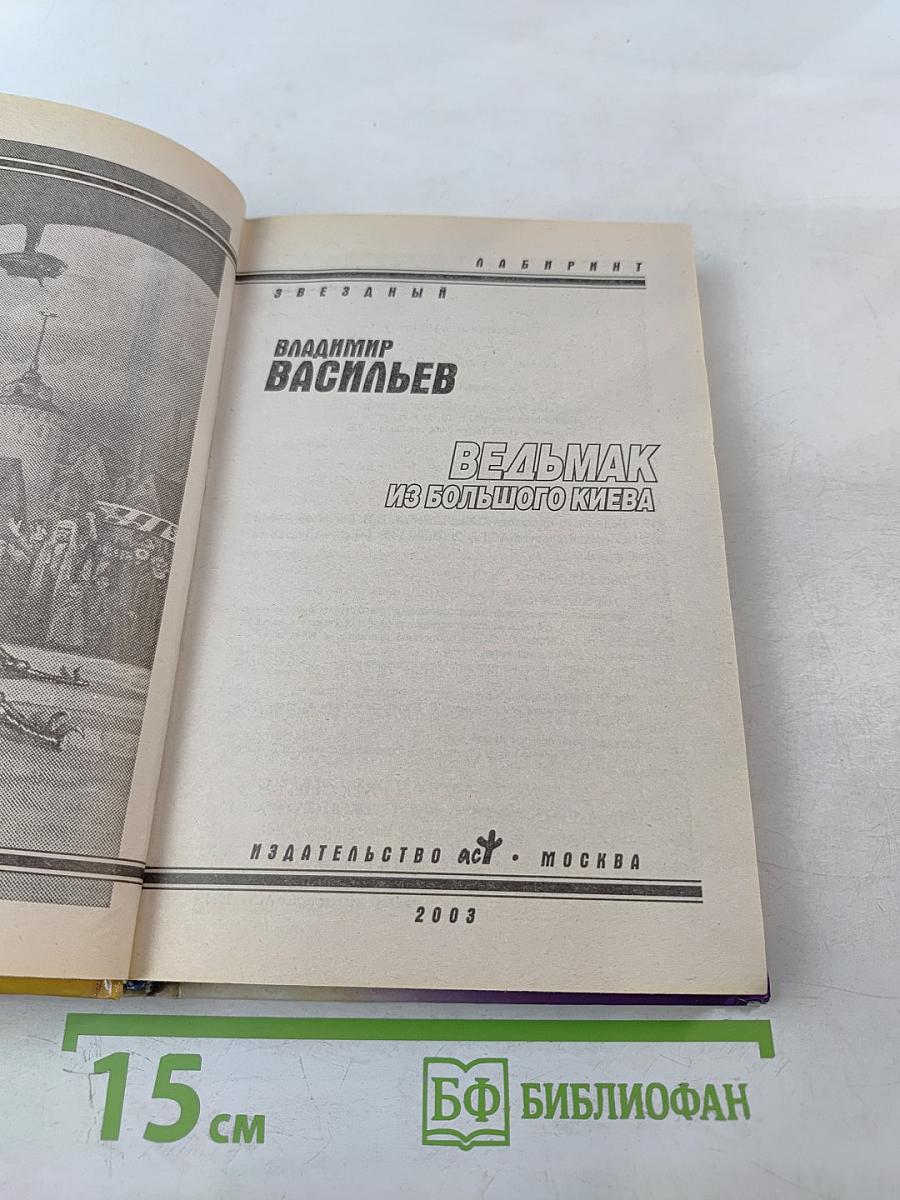 ЛАБИРИНТ
ЗВЕЗДНЫЙ
ВЛАДИМИР
ВАСИЛЬЕВ
ВЕДЬМАК
ИЗ БОЛЬШОГО КИЕВА
ИЗДАТЕЛЬСТВО аст • МОСКВА
2003
15 см
БФ БИБЛИОФАН